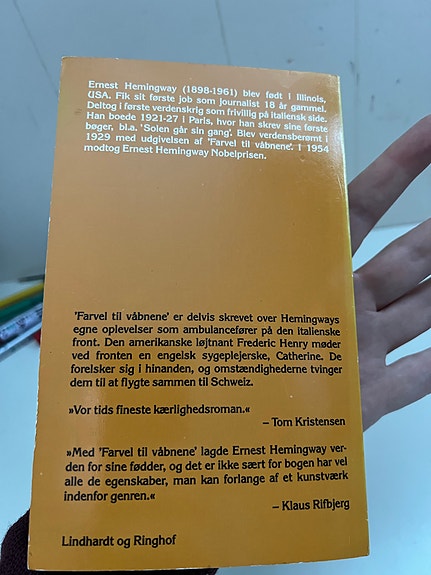 Ernest Hemingway (1898-1961) blev født i Illinois,
USA. Fik sit første job som journalist 18 år gammel.
Deltog i første verdenskrig som frivillig på italiensk side.
Han boede 1921-27 i Paris, hvor han skrev sine første
bøger, bl.a. 'Solen går sin gang'. Blev verdensberømt i
1929 med udgivelsen af 'Farvel til våbnene'. I 1954
modtog Ernest Hemingway Nobelprisen.
'Farvel til våbnene' er delvis skrevet over Hemingways
egne oplevelser som ambulancefører på den italienske
front. Den amerikanske løjtnant Frederic Henry møder
ved fronten en engelsk sygeplejerske, Catherine. De
forelsker sig i hinanden, og omstændighederne tvinger
dem til at flygte sammen til Schweiz.
»Vor tids fineste kærlighedsroman.«
– Tom Kristensen
»Med 'Farvel til våbnene' lagde Ernest Hemingway ver-
den for sine fødder, og det er ikke sært for bogen har vel
alle de egenskaber, man kan forlange af et kunstværk
indenfor genren.«
– Klaus Rifbjerg
Lindhardt og Ringhof